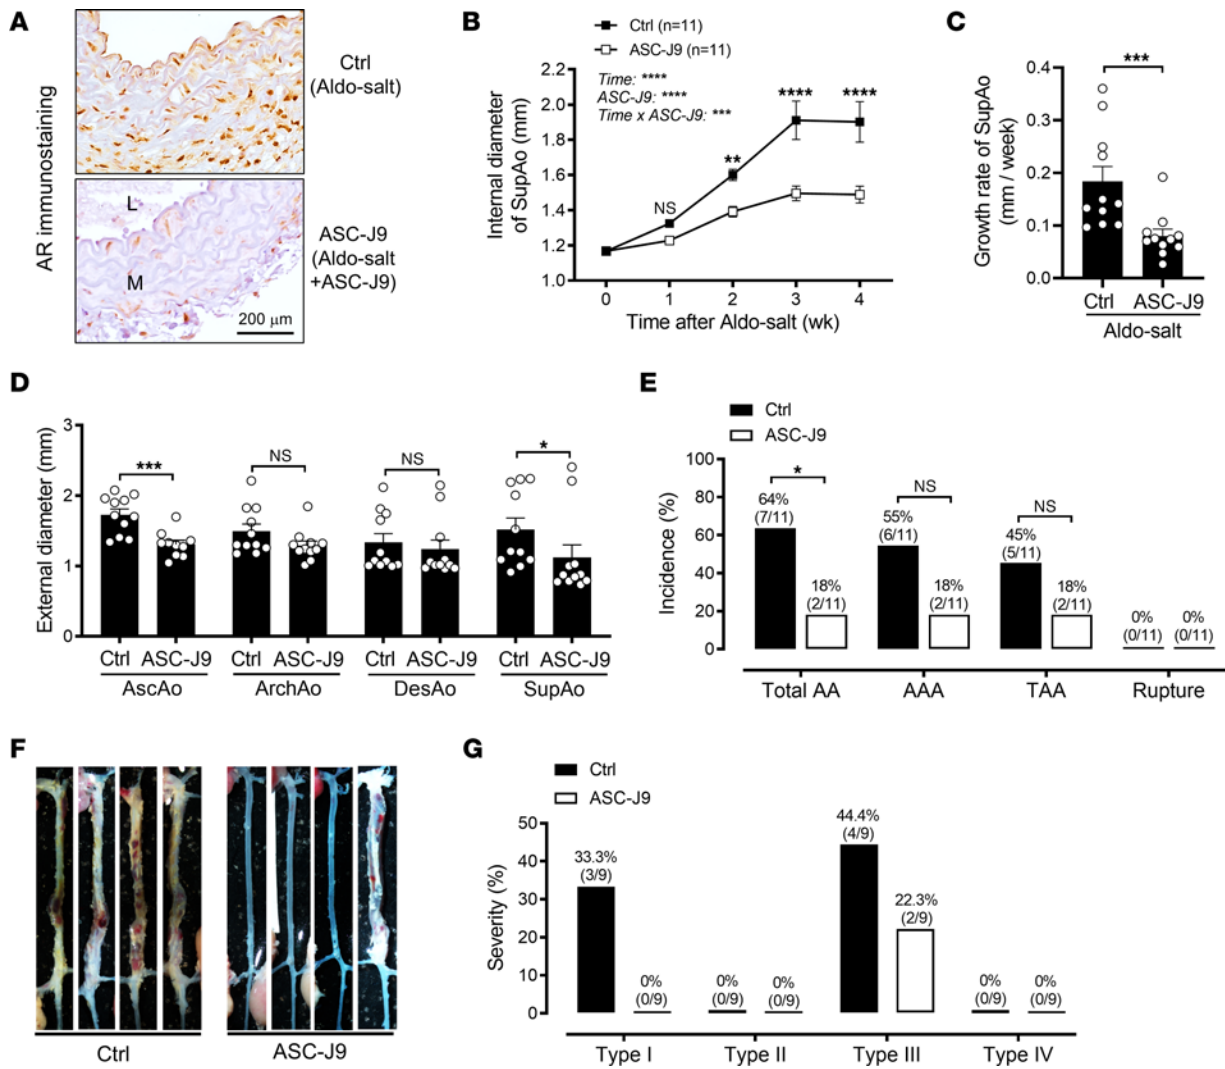 A
AR immunostaining
Ctrl
(Aldo-salt)
L
M
ASC-J9
(Aldo-salt
+ASC-J9)
200 μm
B
Ctrl (n=11)
ASC-J9 (n=11)
Time: ****
ASC-J9: ****
Time x ASC-J9: ***
Internal diameter
of SupAo (mm)
2.2
2.0
1.8
1.6
1.4
1.2
1.0
NS
**
****
****
0 1 2 3 4
Time after Aldo-salt (wk)
C
Growth rate of SupAo
(mm / week)
0.4
0.3
0.2
0.1
0.0
***
Ctrl ASC-J9
Aldo-salt
D
External diameter (mm)
3
2
1
0
***
NS
NS
*
Ctrl ASC-J9 Ctrl ASC-J9 Ctrl ASC-J9 Ctrl ASC-J9
AscAo ArchAo DesAo SupAo
E
Ctrl
ASC-J9
Incidence (%)
100
80
60
40
20
0
*
NS
NS
64%
(7/11)
18%
(2/11)
55%
(6/11)
18%
(2/11)
45%
(5/11)
18%
(2/11)
0%
(0/11)
0%
(0/11)
Total AA AAA TAA Rupture
F
Ctrl ASC-J9
G
Ctrl
ASC-J9
Severity (%)
50
40
30
20
10
0
33.3%
(3/9)
0%
(0/9)
0%
(0/9)
0%
(0/9)
44.4%
(4/9)
22.3%
(2/9)
0%
(0/9)
0%
(0/9)
Type I Type II Type III Type IV